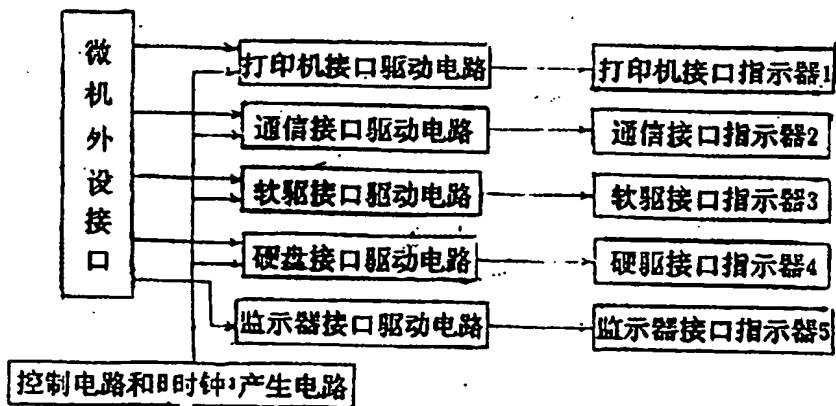 微机外设接口
打印机接口驱动电路
打印机接口指示器1
通信接口驱动电路
通信接口指示器2
软驱接口驱动电路
软驱接口指示器3
硬盘接口驱动电路
硬驱接口指示器4
监示器接口驱动电路
监示器接口指示器5
控制电路和时钟产生电路